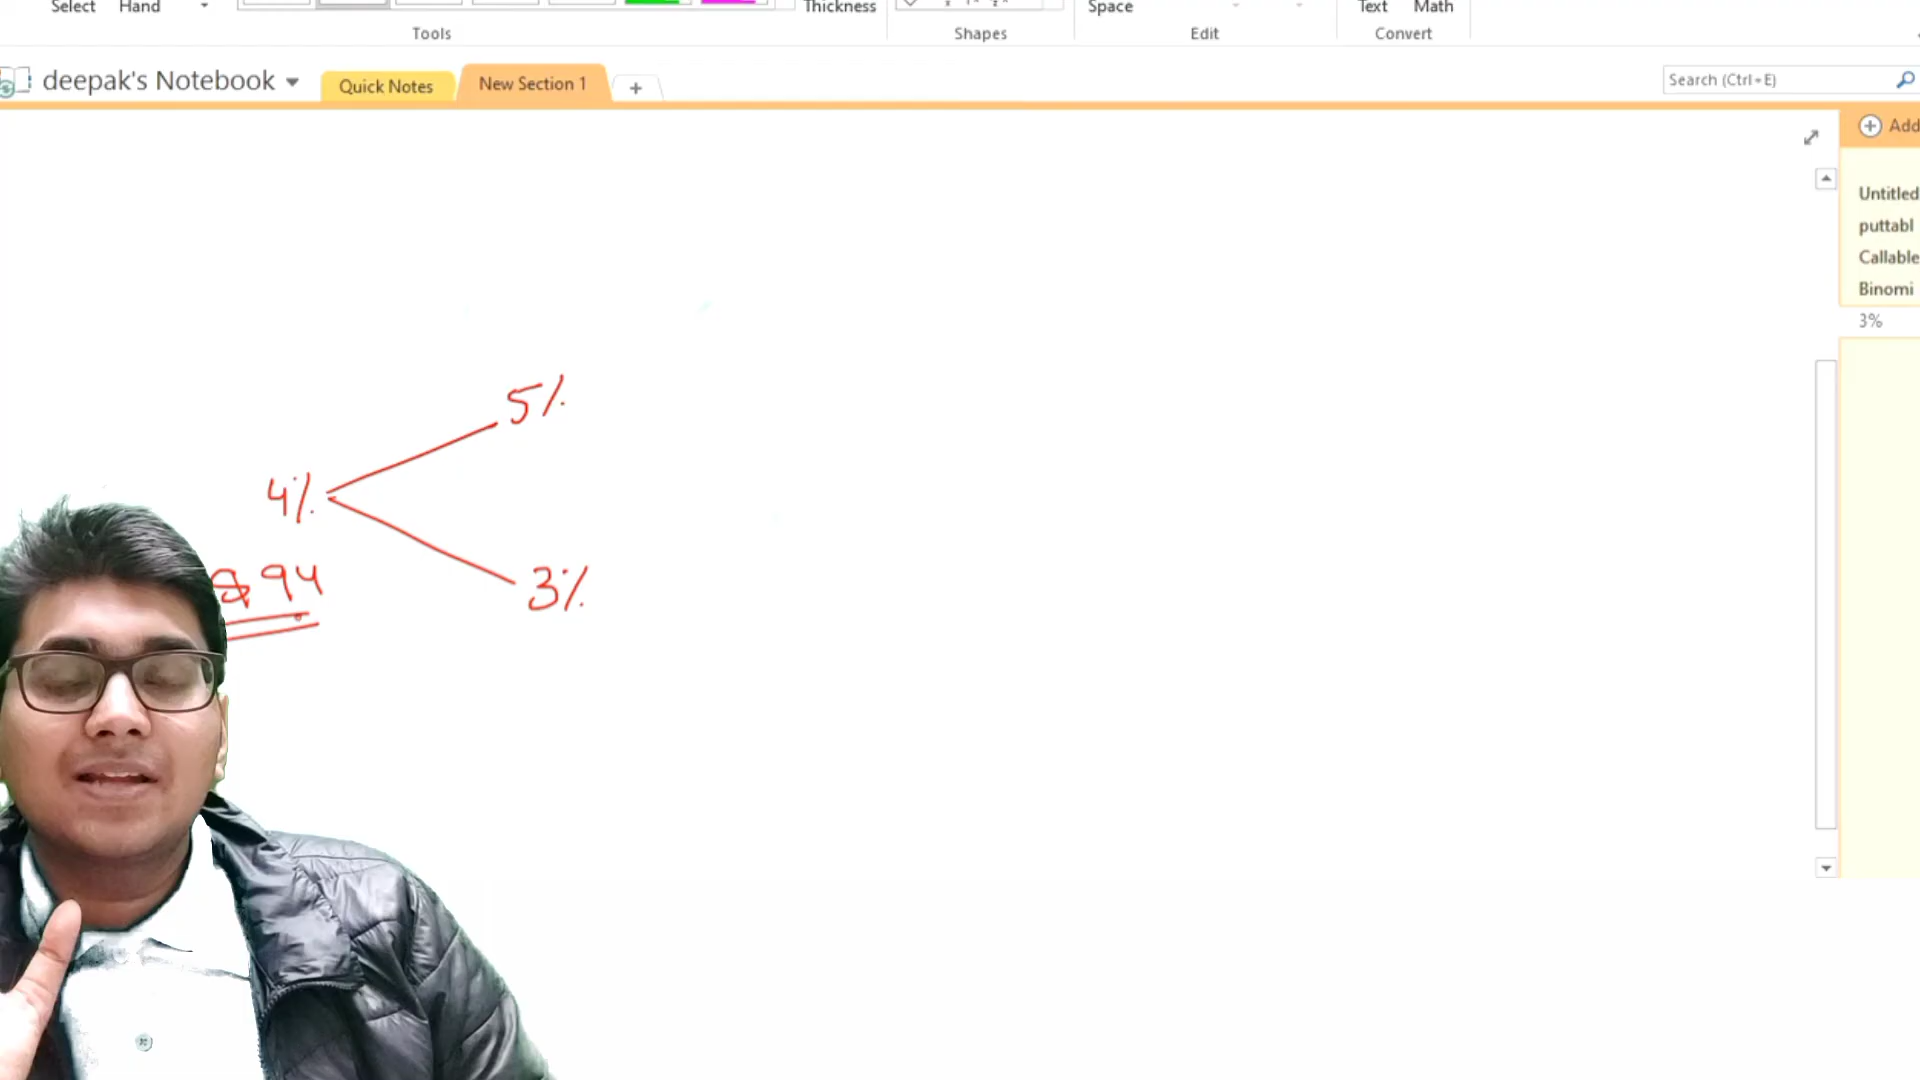 Select Hand Thickness Space Text Math
Tools Shapes Edit Convert
deepak's Notebook Quick Notes New Section 1 + Search (Ctrl+E)
Add
Untitled
puttabl
Callable
Binomi
3%
5%
4%
94
3%